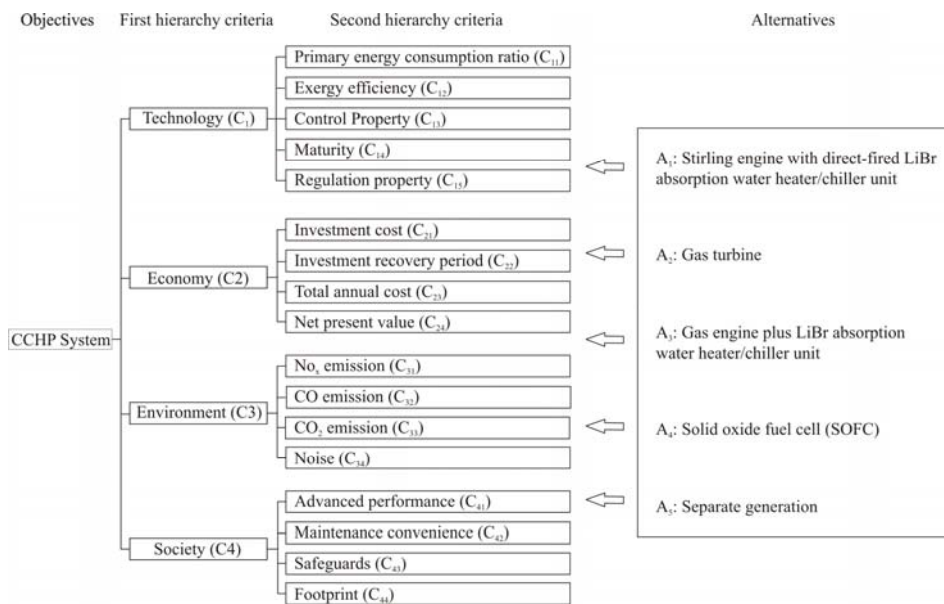 Objectives
First hierarchy criteria
Second hierarchy criteria
Alternatives
CCHP System
Technology (C₁)
Primary energy consumption ratio (C₁₁)
Exergy efficiency (C₁₂)
Control Property (C₁₃)
Maturity (C₁₄)
Regulation property (C₁₅)
Economy (C2)
Investment cost (C₂₁)
Investment recovery period (C₂₂)
Total annual cost (C₂₃)
Net present value (C₂₄)
Environment (C3)
Noₓ emission (C₃₁)
CO emission (C₃₂)
CO₂ emission (C₃₃)
Noise (C₃₄)
Society (C4)
Advanced performance (C₄₁)
Maintenance convenience (C₄₂)
Safeguards (C₄₃)
Footprint (C₄₄)
A₁: Stirling engine with direct-fired LiBr
absorption water heater/chiller unit
A₂: Gas turbine
A₃: Gas engine plus LiBr absorption
water heater/chiller unit
A₄: Solid oxide fuel cell (SOFC)
A₅: Separate generation